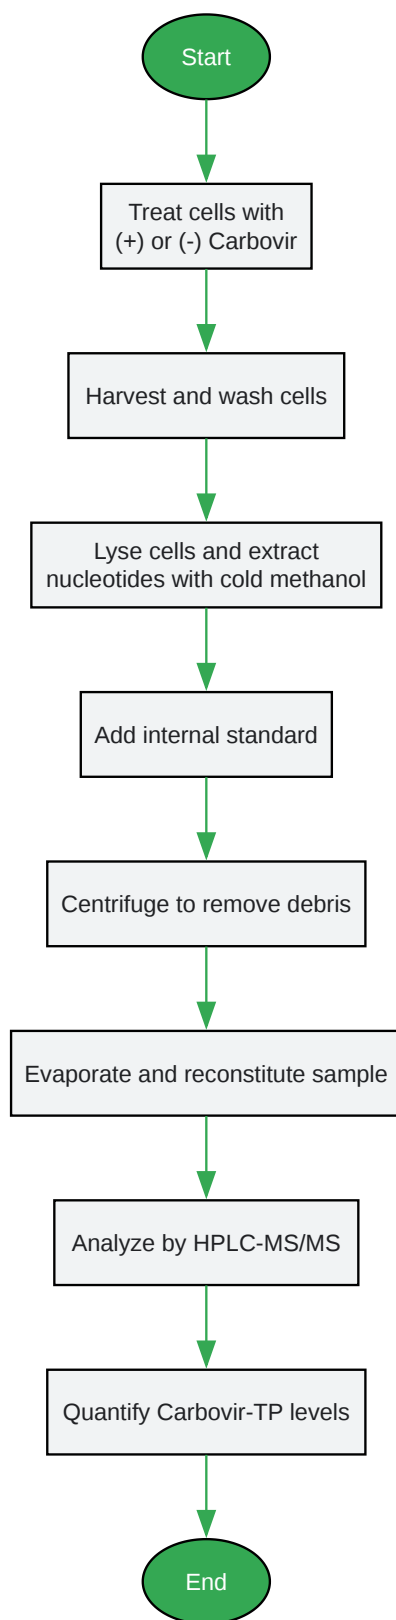 Start
Treat cells with
(+) or (-) Carbovir
Harvest and wash cells
Lyse cells and extract
nucleotides with cold methanol
Add internal standard
Centrifuge to remove debris
Evaporate and reconstitute sample
Analyze by HPLC-MS/MS
Quantify Carbovir-TP levels
End